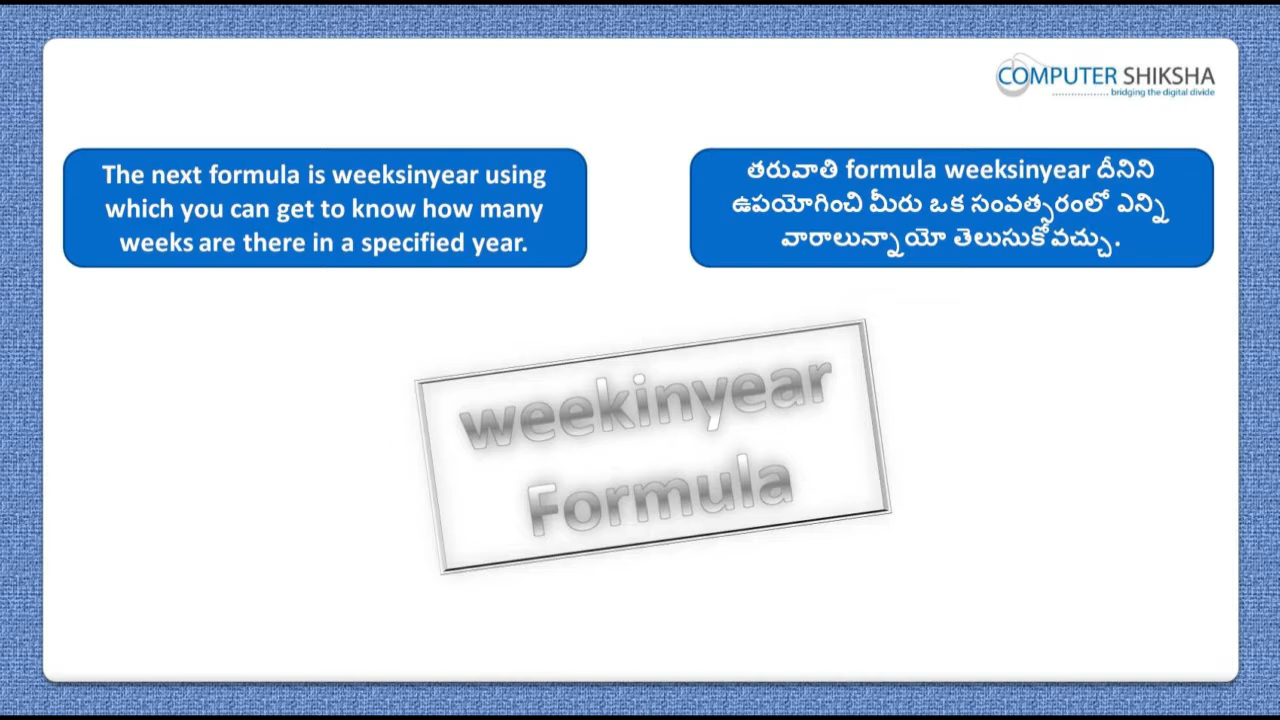 COMPUTER SHIKSHA
bridging the digital divide
The next formula is weeksinyear using
which you can get to know how many
weeks are there in a specified year.
తరువాతి formula weeksinyear దీనిని
ఉపయోగించి మీరు ఒక సంవత్సరంలో ఎన్ని
వారాలున్నాయో తెలుసుకోవచ్చు.
weekinyear
Formula